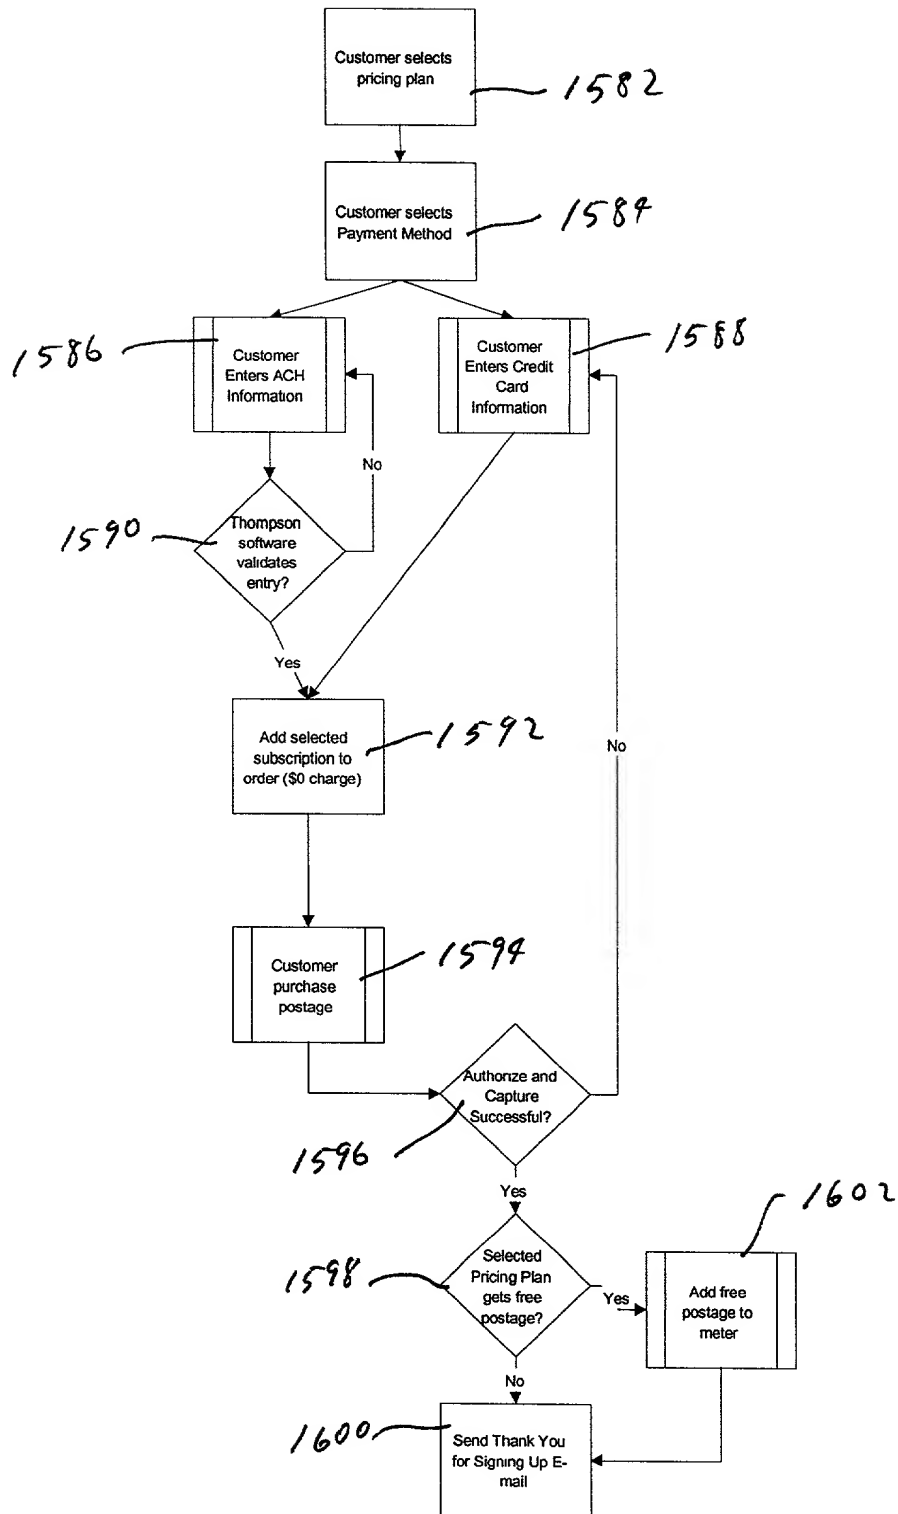 Customer selects
pricing plan
1582
Customer selects
Payment Method
1584
1586
Customer
Enters ACH
Information
Customer
Enters Credit
Card
Information
1588
No
1590
Thompson
software
validates
entry?
Yes
Add selected
subscription to
order ($0 charge)
1592
No
Customer
purchase
postage
1594
Authorize and
Capture
Successful?
1596
Yes
1602
1598
Selected
Pricing Plan
gets free
postage?
Yes
Add free
postage to
meter
No
1600
Send Thank You
for Signing Up E-
mail